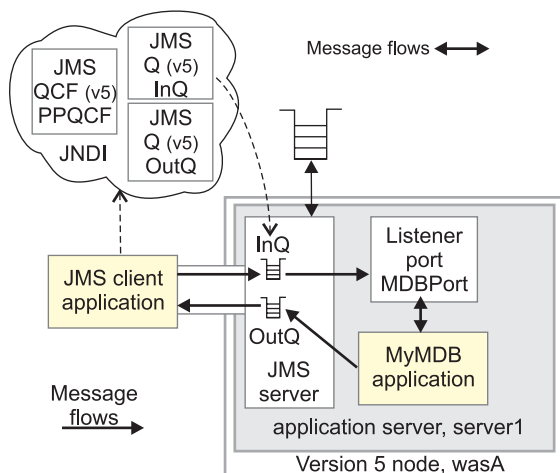 JMS
QCF (v5)
PPQCF
JMS
Q (v5)
InQ
JMS
Q (v5)
OutQ
JNDI
Message flows
JMS client
application
InQ
OutQ
JMS
server
Listener
port
MDBPort
MyMDB
application
application server, server1
Version 5 node, wasA
Message
flows